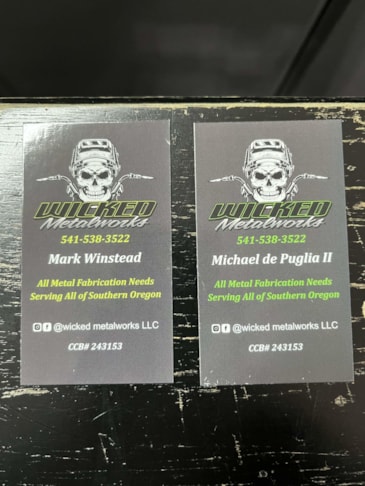 WICKED
Metalworks
541-538-3522
Mark Winstead
All Metal Fabrication Needs
Serving All of Southern Oregon
@wicked metalworks LLC
CCB# 243153
WICKED
Metalworks
541-538-3522
Michael de Puglia II
All Metal Fabrication Needs
Serving All of Southern Oregon
@wicked metalworks LLC
CCB# 243153